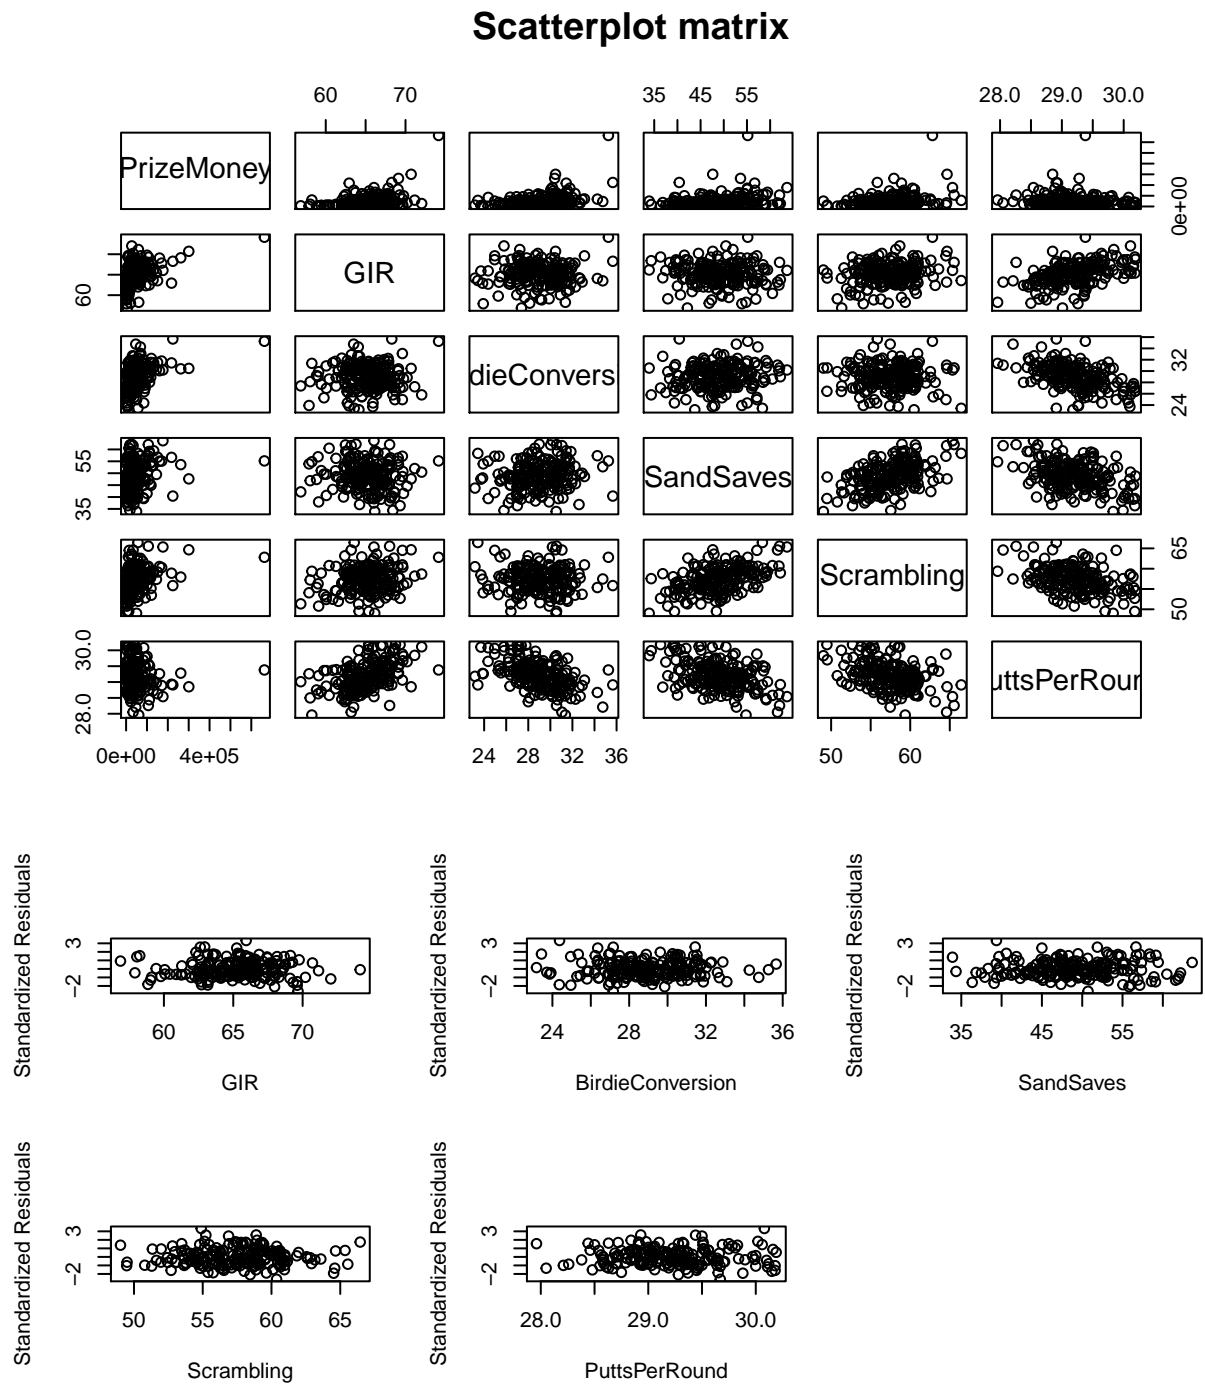 Scatterplot matrix
60 70 35 45 55 28.0 29.0 30.0
PrizeMoney
0e+00
60
GIR
dieConvers
24 32
35 55
SandSaves
Scrambling
50 65
28.0 30.0
uttsPerRour
0e+00 4e+05 24 28 32 36 50 60
Standardized Residuals
−2 3
60 65 70
GIR
Standardized Residuals
−2 3
24 28 32 36
BirdieConversion
Standardized Residuals
−2 3
35 45 55
SandSaves
Standardized Residuals
−2 3
50 55 60 65
Scrambling
Standardized Residuals
−2 3
28.0 29.0 30.0
PuttsPerRound